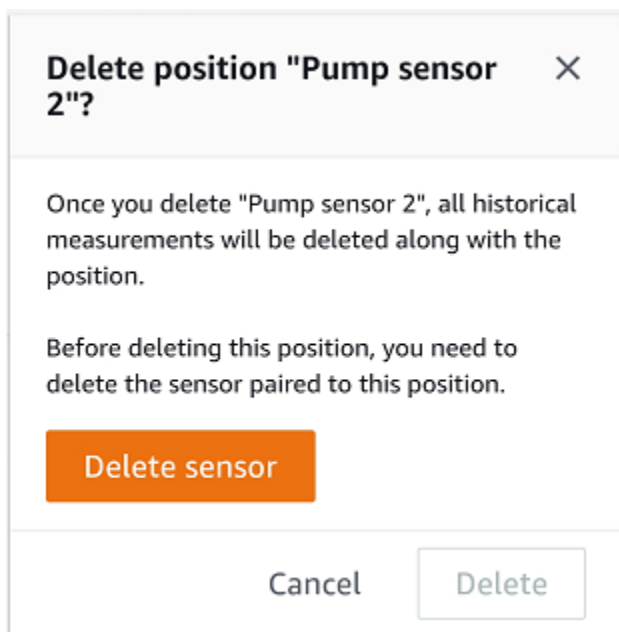 Delete position "Pump sensor
2"?
Once you delete "Pump sensor 2", all historical
measurements will be deleted along with the
position.
Before deleting this position, you need to
delete the sensor paired to this position.
Delete sensor
Cancel Delete